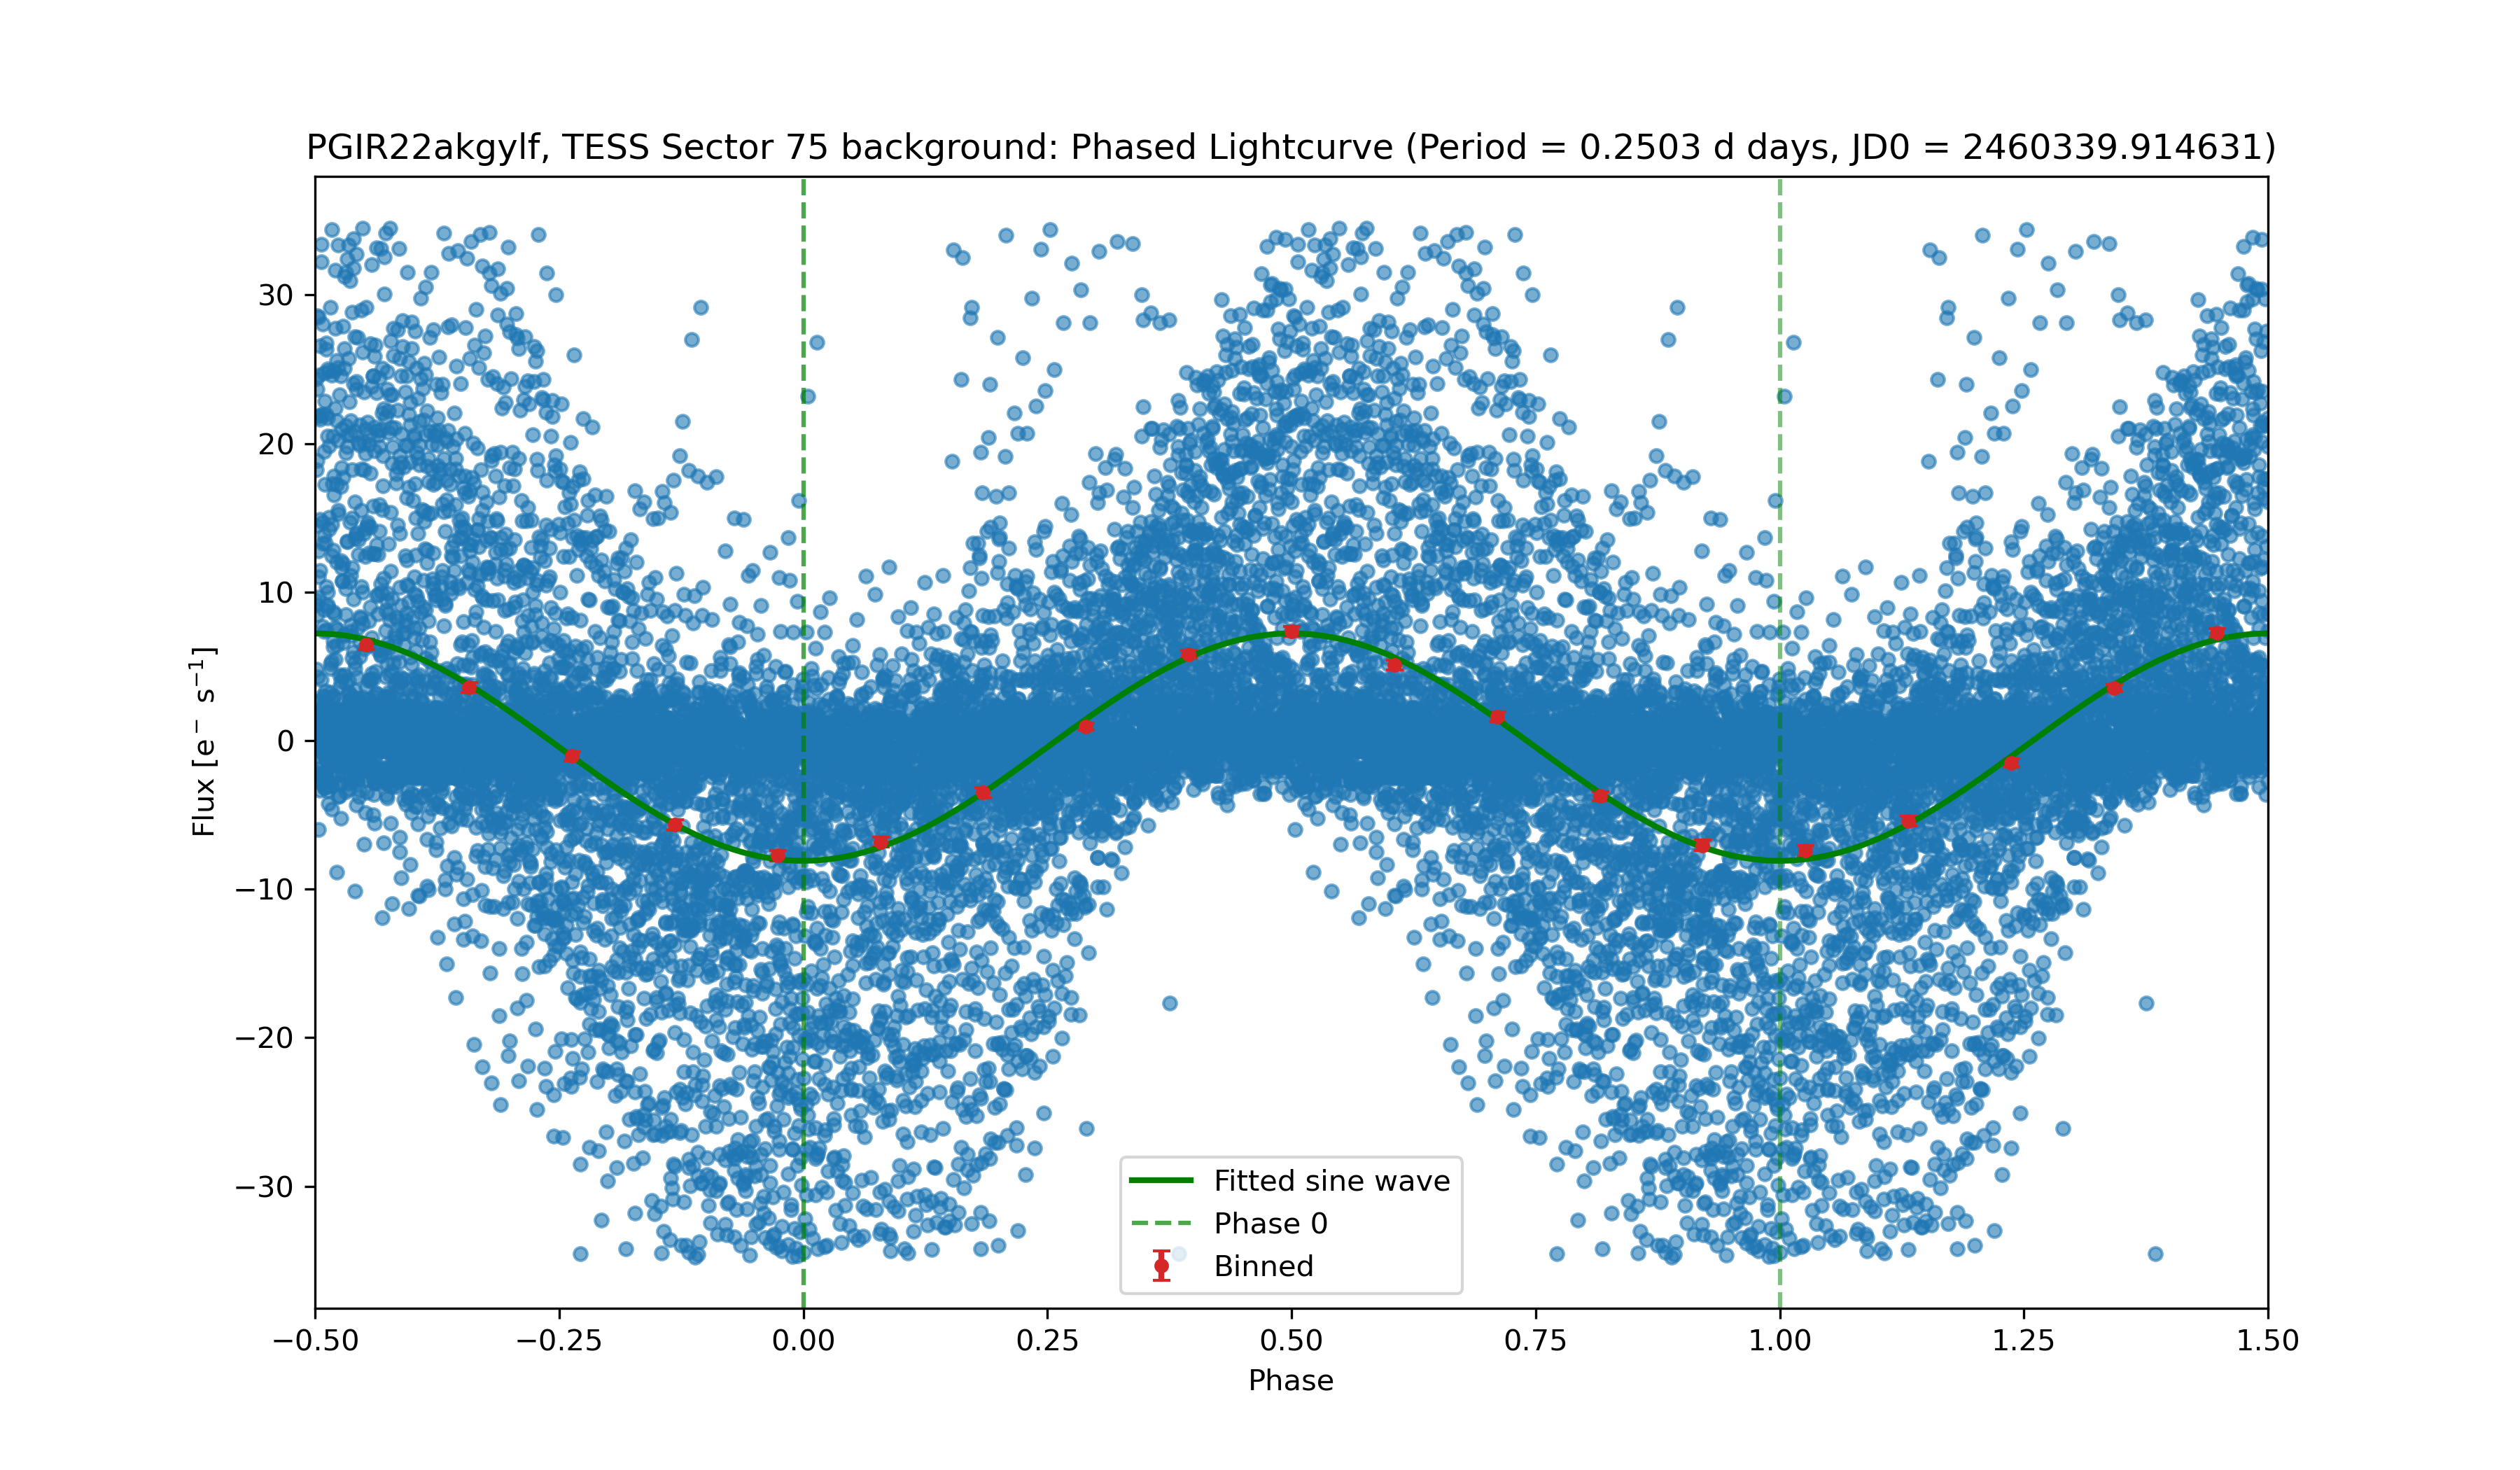 PGIR22akgylf, TESS Sector 75 background: Phased Lightcurve (Period = 0.2503 d days, JD0 = 2460339.914631)
30
20
10
0
−10
−20
−30
Flux [e⁻ s⁻¹]
Fitted sine wave
Phase 0
Binned
−0.50 −0.25 0.00 0.25 0.50 0.75 1.00 1.25 1.50
Phase